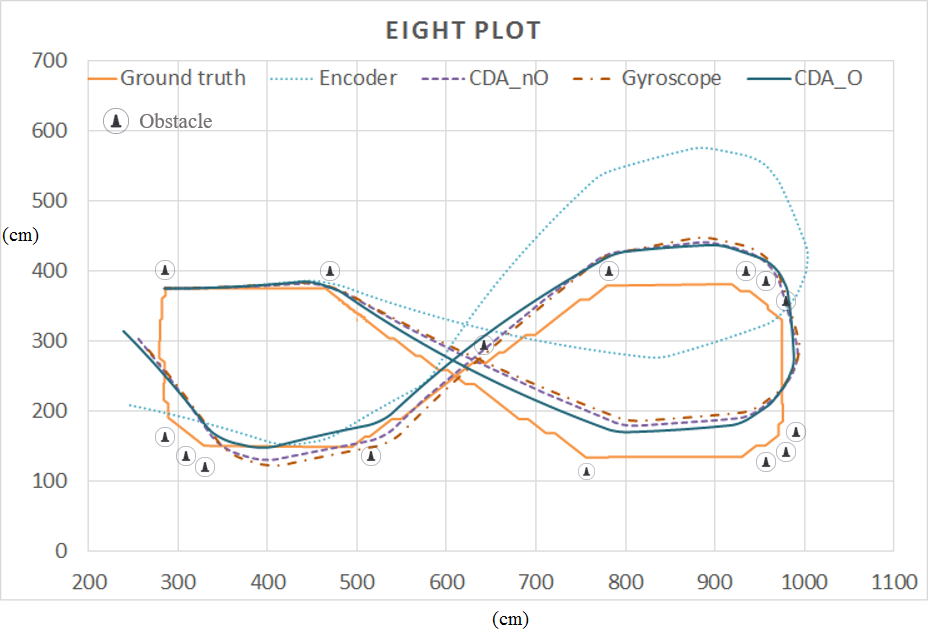 EIGHT PLOT
700
Ground truth Encoder CDA_nO Gyroscope CDA_O
Obstacle
600
500
(cm)
400
300
200
100
0
200 300 400 500 600 700 800 900 1000 1100
(cm)